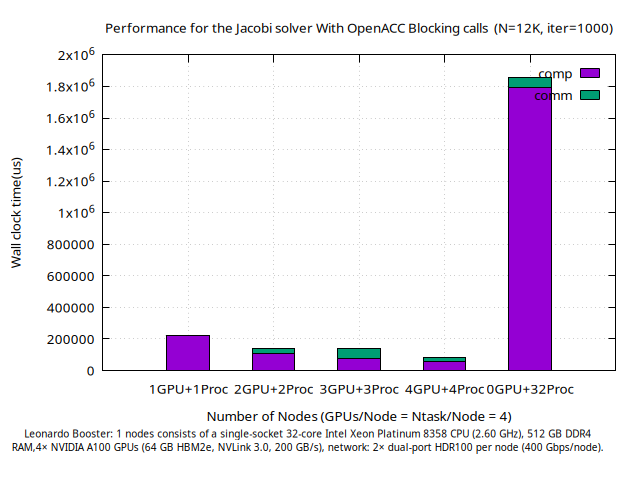 Performance for the Jacobi solver With OpenACC Blocking calls (N=12K, iter=1000)
2x10⁶
1.8x10⁶
1.6x10⁶
1.4x10⁶
1.2x10⁶
1x10⁶
800000
600000
400000
200000
0
Wall clock time(us)
comp
comm
1GPU+1Proc 2GPU+2Proc 3GPU+3Proc 4GPU+4Proc 0GPU+32Proc
Number of Nodes (GPUs/Node = Ntask/Node = 4)
Leonardo Booster: 1 nodes consists of a single-socket 32-core Intel Xeon Platinum 8358 CPU (2.60 GHz), 512 GB DDR4
RAM,4× NVIDIA A100 GPUs (64 GB HBM2e, NVLink 3.0, 200 GB/s), network: 2× dual-port HDR100 per node (400 Gbps/node).